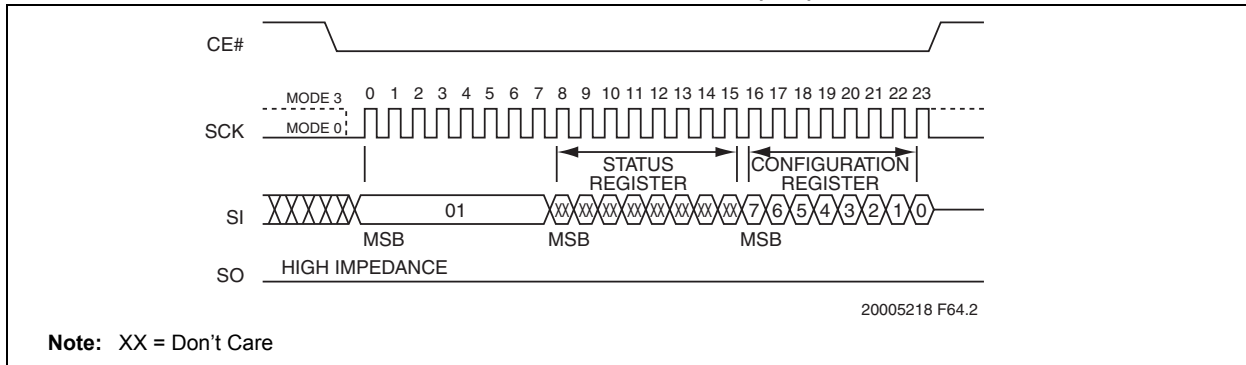 CE#
MODE 3 0 1 2 3 4 5 6 7 8 9 10 11 12 13 14 15 16 17 18 19 20 21 22 23
SCK MODE 0
STATUS REGISTER
CONFIGURATION REGISTER
SI 01 XX XX XX XX XX XX XX XX 7 6 5 4 3 2 1 0
MSB MSB MSB
SO HIGH IMPEDANCE
20005218 F64.2
Note: XX = Don't Care